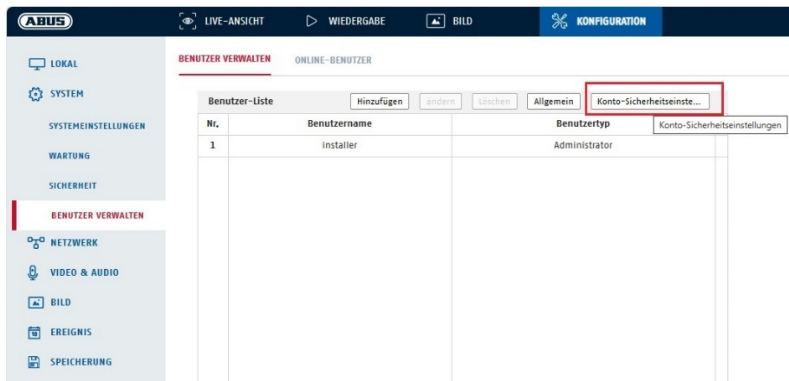 ABUS
LIVE-ANSICHT
WIEDERGABE
BILD
KONFIGURATION
LOKAL
SYSTEM
SYSTEMEINSTELLUNGEN
WARTUNG
SICHERHEIT
BENUTZER VERWALTEN
NETZWERK
VIDEO & AUDIO
BILD
EREIGNIS
SPEICHERUNG
BENUTZER VERWALTEN
ONLINE-BENUTZER
Benutzer-Liste
Hinzufügen
ändern
Löschen
Allgemein
Konto-Sicherheitseinste...
Konto-Sicherheitseinstellungen
Nr. Benutzername Benutzertyp
1 installer Administrator